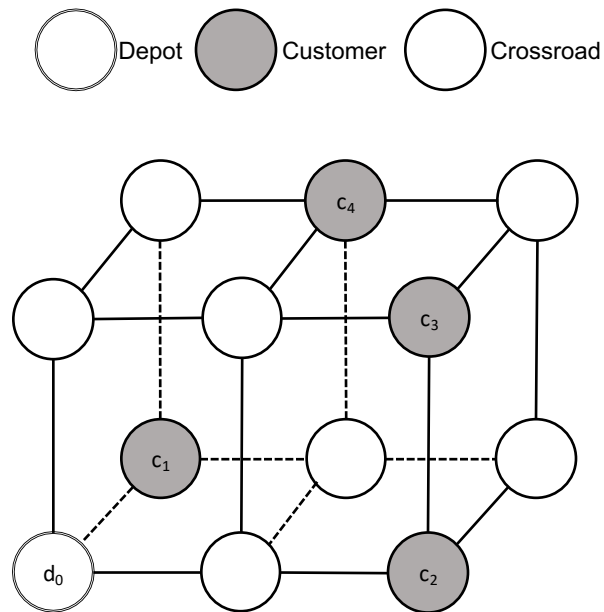 Depot Customer Crossroad
c₄
c₃
c₁
d₀ c₂